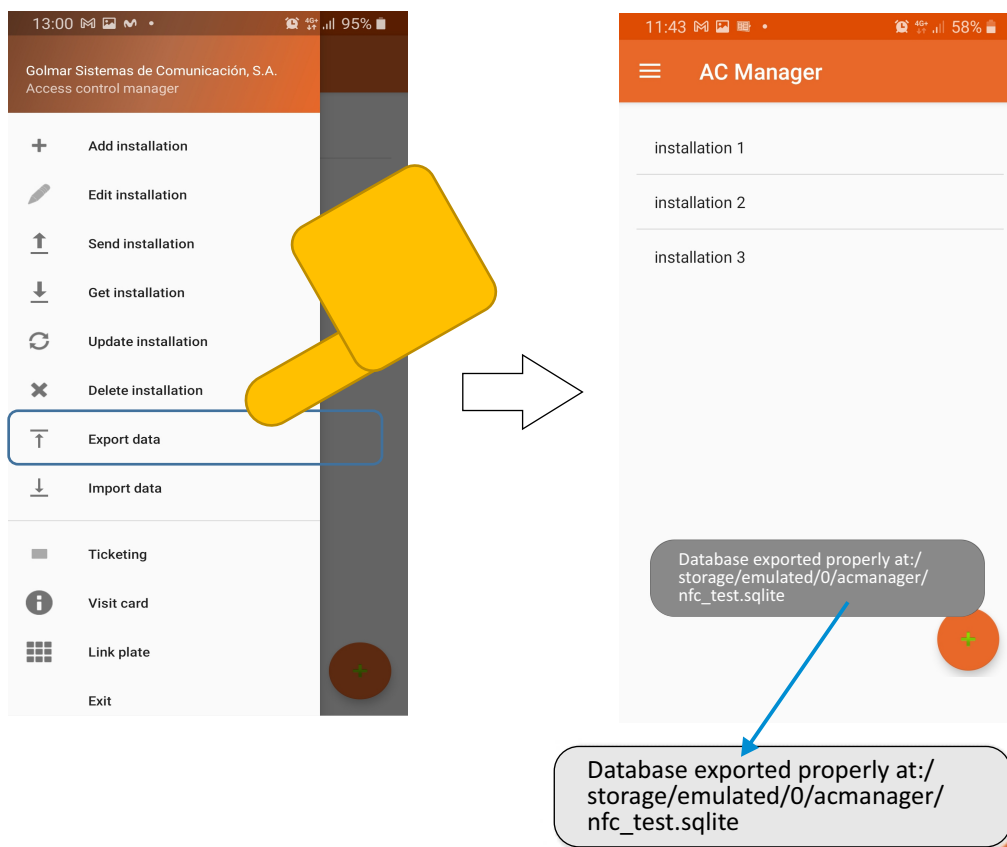 13:00
4G+
95%
Golmar Sistemas de Comunicación, S.A.
Access control manager
Add installation
Edit installation
Send installation
Get installation
Update installation
Delete installation
Export data
Import data
Ticketing
Visit card
Link plate
Exit
11:43
4G+
58%
AC Manager
installation 1
installation 2
installation 3
Database exported properly at:/
storage/emulated/0/acmanager/
nfc_test.sqlite
Database exported properly at:/
storage/emulated/0/acmanager/
nfc_test.sqlite